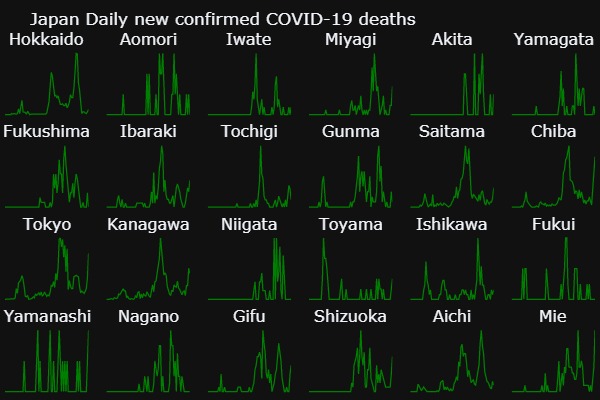 Japan Daily new confirmed COVID-19 deaths
Hokkaido Aomori Iwate Miyagi Akita Yamagata
Fukushima Ibaraki Tochigi Gunma Saitama Chiba
Tokyo Kanagawa Niigata Toyama Ishikawa Fukui
Yamanashi Nagano Gifu Shizuoka Aichi Mie